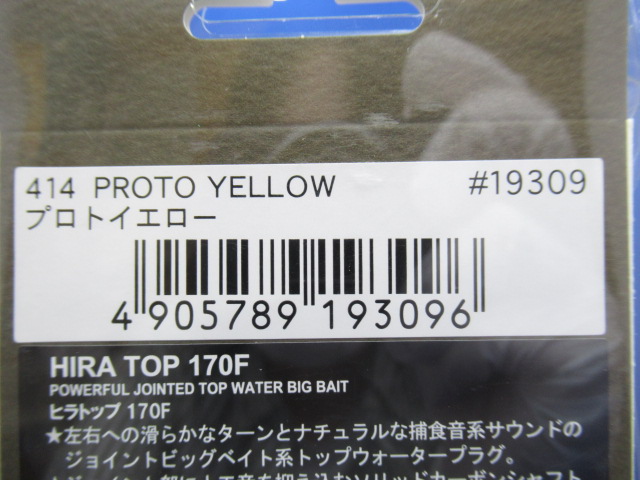 414 PROTO YELLOW #19309
プロトイエロー
4 905789 193096
HIRA TOP 170F
POWERFUL JOINTED TOP WATER BIG BAIT
ヒラトップ 170F
★左右への滑らかなターンとナチュラルな捕食音系サウンドの
ジョイントビッグベイト系トップウォータープラグ。